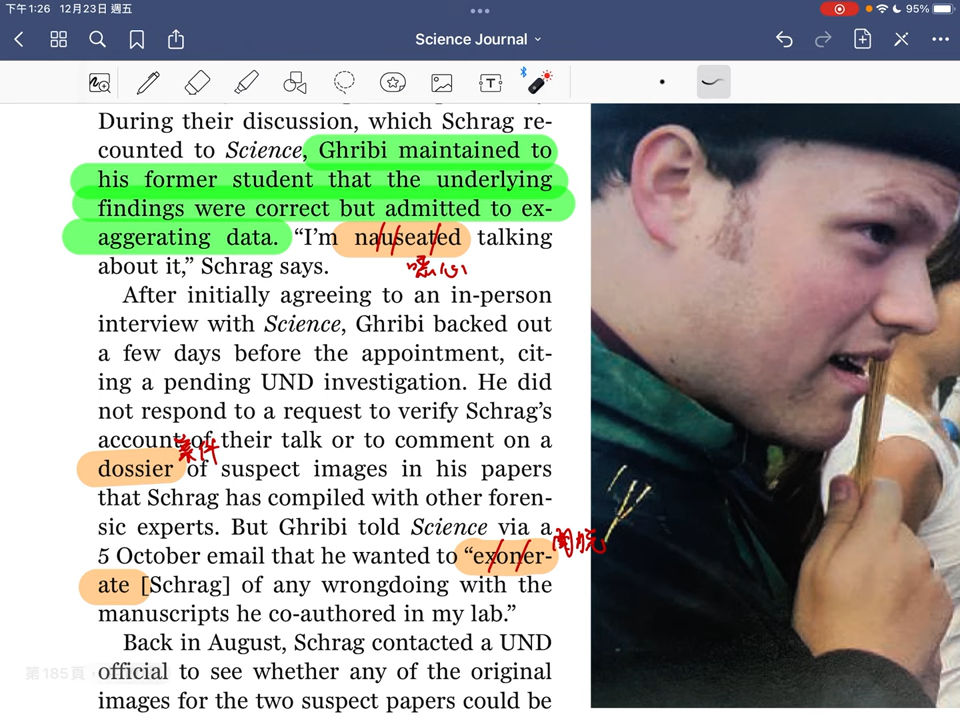 下午1:26 12月23日 週五
95%
Science Journal
T
During their discussion, which Schrag re-
counted to Science, Ghribi maintained to
his former student that the underlying
findings were correct but admitted to ex-
aggerating data. “I’m nauseated talking
噁心
about it,” Schrag says.
After initially agreeing to an in-person
interview with Science, Ghribi backed out
a few days before the appointment, cit-
ing a pending UND investigation. He did
not respond to a request to verify Schrag’s
account of their talk or to comment on a
案件
dossier of suspect images in his papers
that Schrag has compiled with other foren-
sic experts. But Ghribi told Science via a
5 October email that he wanted to “exoner-
開脫
ate [Schrag] of any wrongdoing with the
manuscripts he co-authored in my lab.”
Back in August, Schrag contacted a UND
official to see whether any of the original
images for the two suspect papers could be
第185頁